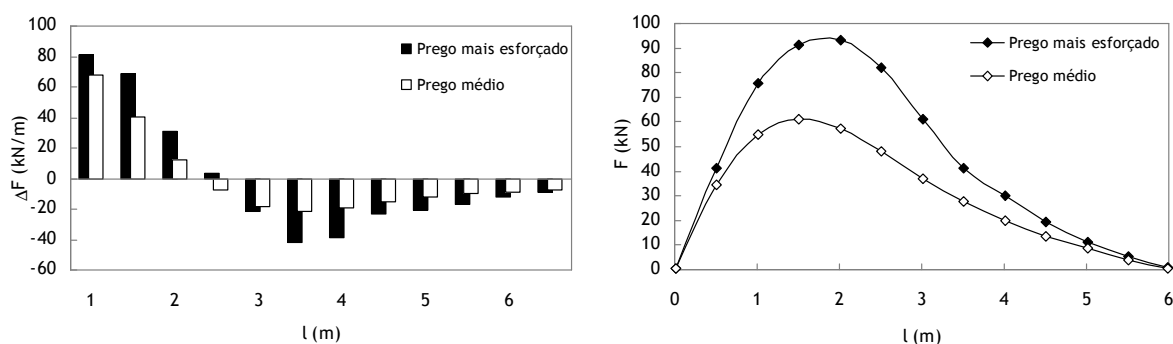 100
80
60
40
20
0
-20
-40
-60
ΔF (kN/m)
Prego mais esforçado
Prego médio
1 2 3 4 5 6
l (m)
100
90
80
70
60
50
40
30
20
10
0
F (kN)
Prego mais esforçado
Prego médio
0 1 2 3 4 5 6
l (m)